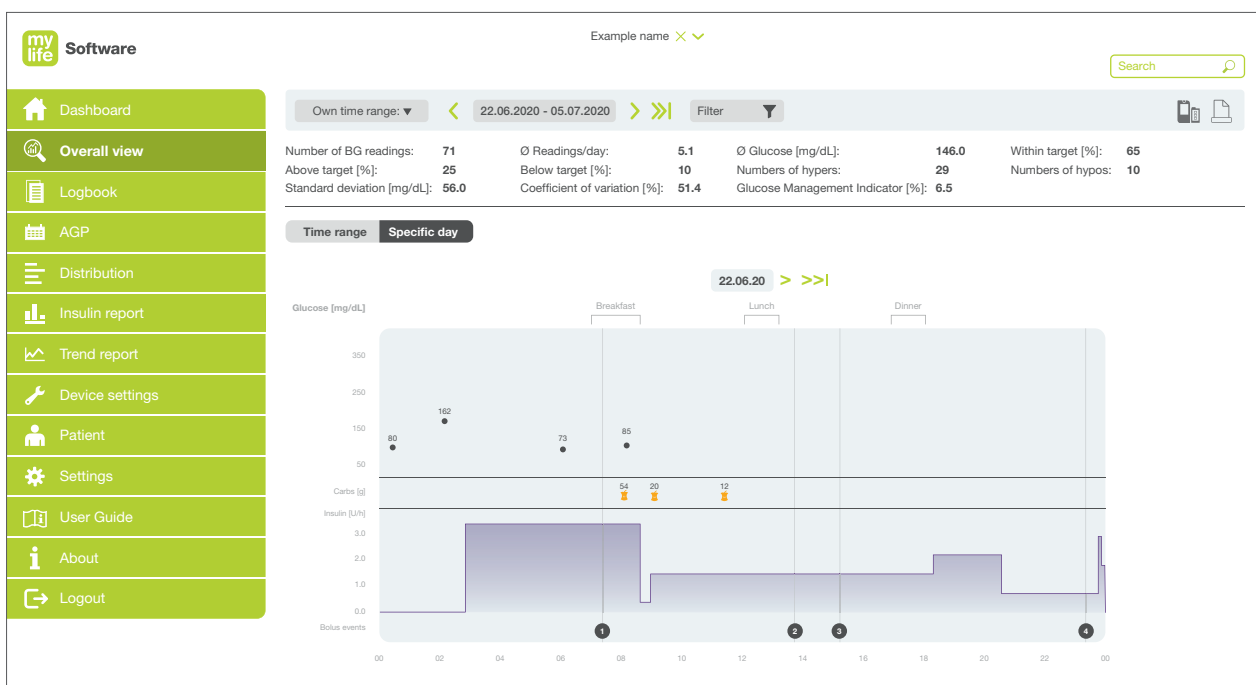 my
life
Software
Example name
Search
Dashboard
Overall view
Logbook
AGP
Distribution
Insulin report
Trend report
Device settings
Patient
Settings
User Guide
About
Logout
Own time range: ▼
22.06.2020 - 05.07.2020
Filter
Number of BG readings: 71 Ø Readings/day: 5.1 Ø Glucose [mg/dL]: 146.0 Within target [%]: 65
Above target [%]: 25 Below target [%]: 10 Numbers of hypers: 29 Numbers of hypos: 10
Standard deviation [mg/dL]: 56.0 Coefficient of variation [%]: 51.4 Glucose Management Indicator [%]: 6.5
Time range Specific day
22.06.20 > >>|
Glucose [mg/dL] Breakfast Lunch Dinner
350
250
162
150
80 73 85
50
54 20 12
Carbs [g]
Insulin [U/h]
3.0
2.0
1.0
0.0
Bolus events 1 2 3 4
00 02 04 06 08 10 12 14 16 18 20 22 00